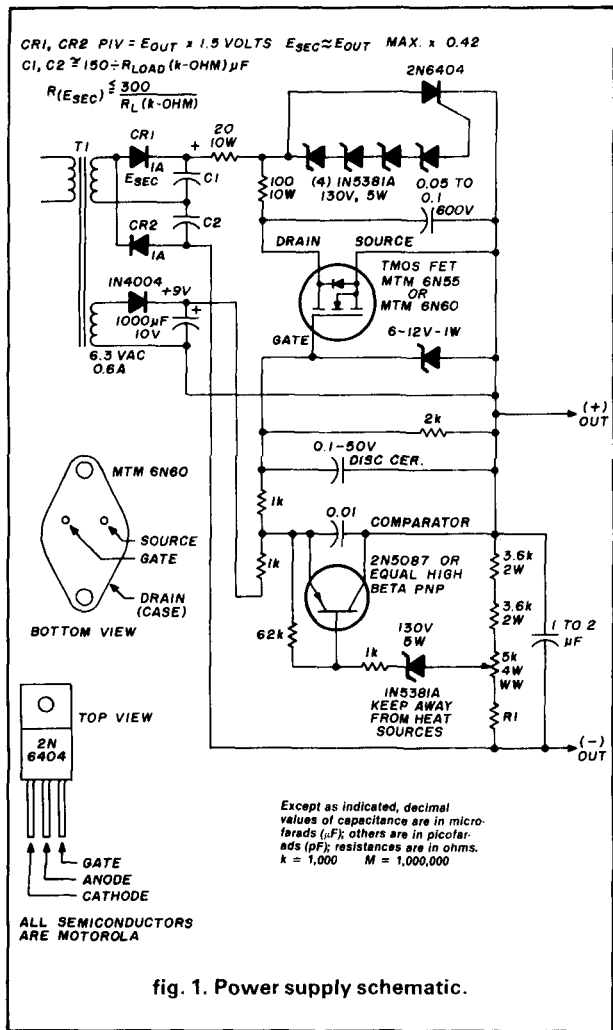 CR1, CR2 PIV = EOUT x 1.5 VOLTS ESEC ≈ EOUT MAX. x 0.42
C1, C2 ≅ 150 ÷ RLOAD (k-OHM) µF
R(ESEC) ≦ 300 / RL (k-OHM)
2N6404
T1
CR1
1A
ESEC
+
C1
20
10W
CR2
1A
C2
100
10W
(4) 1N5381A
130V, 5W
0.05 TO
0.1
600V
DRAIN
SOURCE
TMOS FET
MTM 6N55
OR
MTM 6N60
GATE
1N4004
+9V
1000µF
10V
+
6.3 VAC
0.6A
6-12V-1W
(+)
OUT
2k
0.1-50V
DISC CER.
1k
0.01
COMPARATOR
1k
2N5087 OR
EQUAL HIGH
BETA PNP
62k
1k
130V
5W
1N5381A
KEEP AWAY
FROM HEAT
SOURCES
3.6k
2W
3.6k
2W
5k
4W
WW
R1
1 TO 2
µF
(-)
OUT
MTM 6N60
SOURCE
GATE
DRAIN
(CASE)
BOTTOM VIEW
TOP VIEW
2N
6404
GATE
ANODE
CATHODE
ALL SEMICONDUCTORS
ARE MOTOROLA
Except as indicated, decimal
values of capacitance are in micro-
farads (µF); others are in picofar-
ads (pF); resistances are in ohms.
k = 1,000 M = 1,000,000
fig. 1. Power supply schematic.